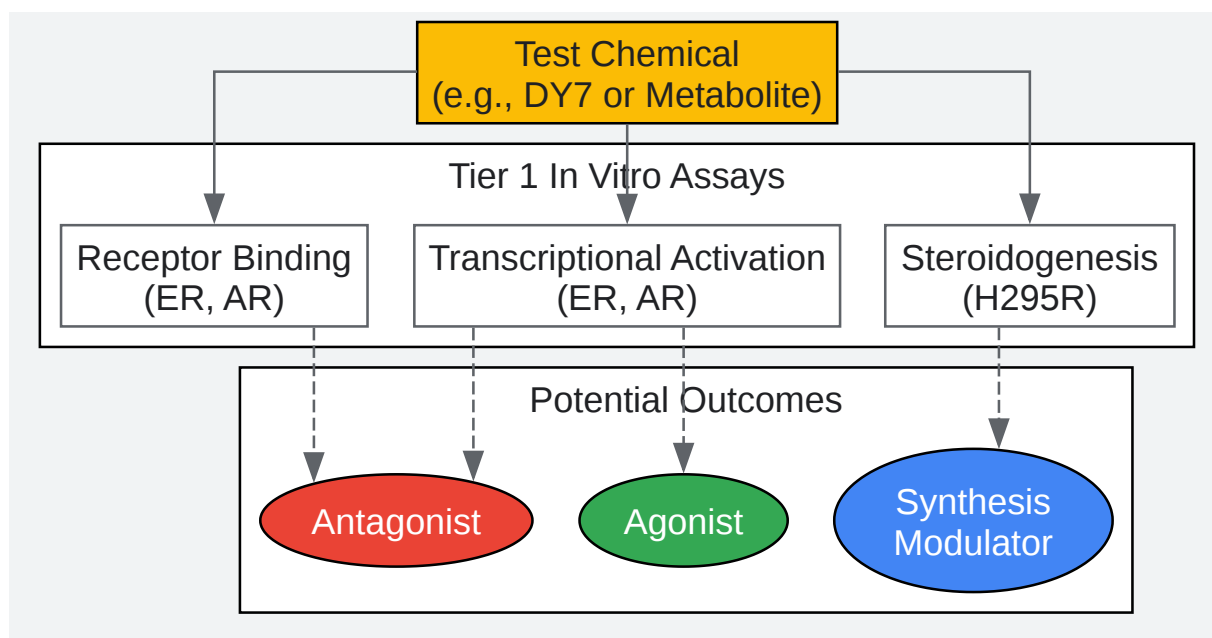 Test Chemical
(e.g., DY7 or Metabolite)
Tier 1 In Vitro Assays
Receptor Binding
(ER, AR)
Transcriptional Activation
(ER, AR)
Steroidogenesis
(H295R)
Potential Outcomes
Antagonist
Agonist
Synthesis
Modulator